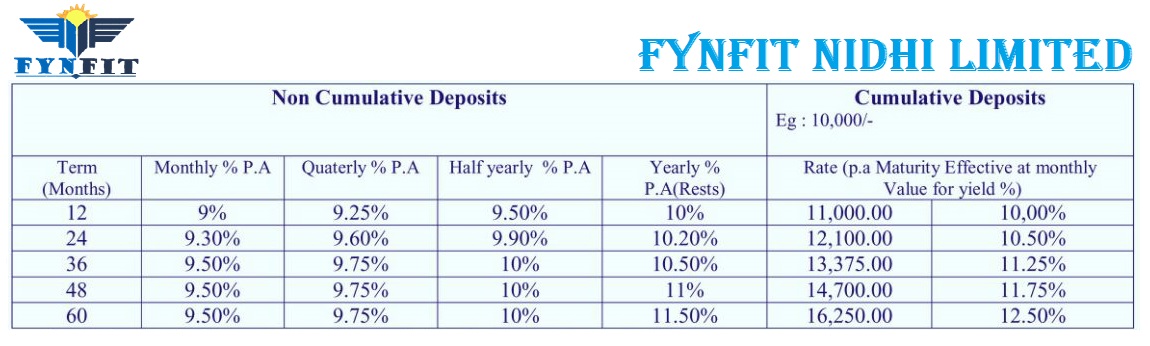 FYNFIT
FYNFIT NIDHI LIMITED
Non Cumulative Deposits
Cumulative Deposits
Eg : 10,000/-
Term (Months) Monthly % P.A Quaterly % P.A Half yearly % P.A Yearly % P.A(Rests) Rate (p.a Maturity Effective at monthly Value for yield %)
12 9% 9.25% 9.50% 10% 11,000.00 10,00%
24 9.30% 9.60% 9.90% 10.20% 12,100.00 10.50%
36 9.50% 9.75% 10% 10.50% 13,375.00 11.25%
48 9.50% 9.75% 10% 11% 14,700.00 11.75%
60 9.50% 9.75% 10% 11.50% 16,250.00 12.50%